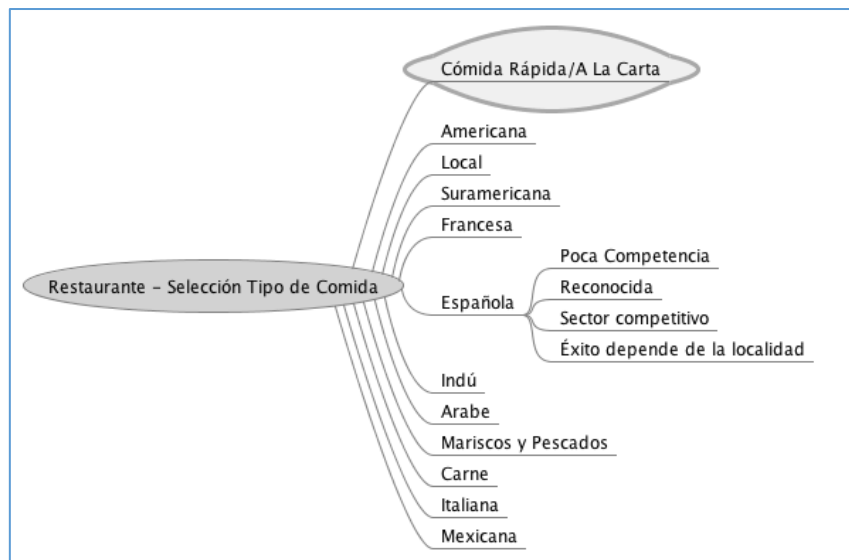 Cómida Rápida/A La Carta
Americana
Local
Suramericana
Francesa
Restaurante – Selección Tipo de Comida
Española
Poca Competencia
Reconocida
Sector competitivo
Éxito depende de la localidad
Indú
Arabe
Mariscos y Pescados
Carne
Italiana
Mexicana